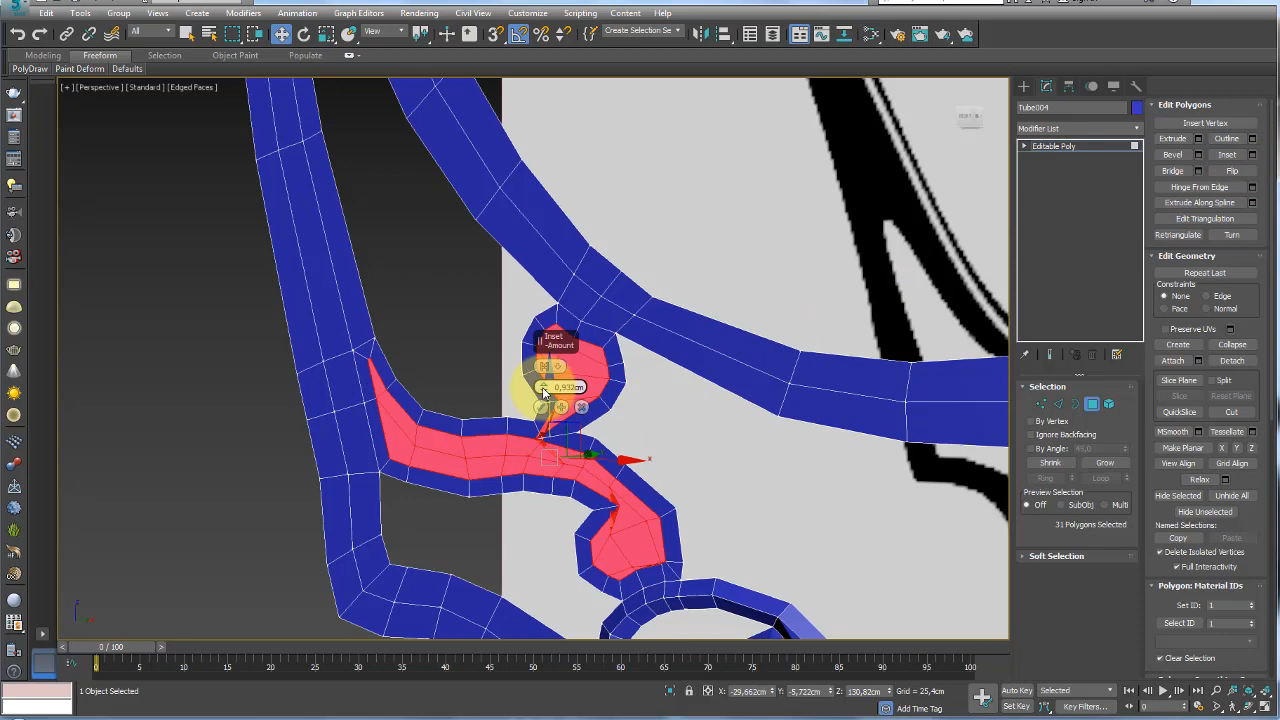 Edit Tools Group Views Create Modifiers Animation Graph Editors Rendering Civil View Customize Scripting Content Help
All View Create Selection Se
Modeling Freeform Selection Object Paint Populate
PolyDraw Paint Deform Defaults
[ + ] [ Perspective ] [ Standard ] [ Edged Faces ]
Inset
-Amount
0,932cm
x
Tube004
Modifier List
Editable Poly
Selection
By Vertex
Ignore Backfacing
By Angle: 45,0
Shrink Grow
Ring Loop
Preview Selection
Off SubObj Multi
31 Polygons Selected
Soft Selection
Edit Polygons
Insert Vertex
Extrude Outline
Bevel Inset
Bridge Flip
Hinge From Edge
Extrude Along Spline
Edit Triangulation
Retriangulate Turn
Edit Geometry
Repeat Last
Constraints
None Edge
Face Normal
Preserve UVs
Create Collapse
Attach Detach
Slice Plane Split
Slice Reset Plane
QuickSlice Cut
MSmooth Tessellate
Make Planar X Y Z
View Align Grid Align
Relax
Hide Selected Unhide All
Hide Unselected
Named Selections:
Copy Paste
Delete Isolated Vertices
Full Interactivity
Polygon: Material IDs
Set ID: 1
Select ID 1
Clear Selection
0 / 100
0 5 10 15 20 25 30 35 40 45 50 55 60 65 70 75 80 85 90 95 100
1 Object Selected X: -29,662cm Y: -5,722cm Z: 130,82cm Grid = 25,4cm Auto Key Selected
Add Time Tag Set Key Key Filters... 0